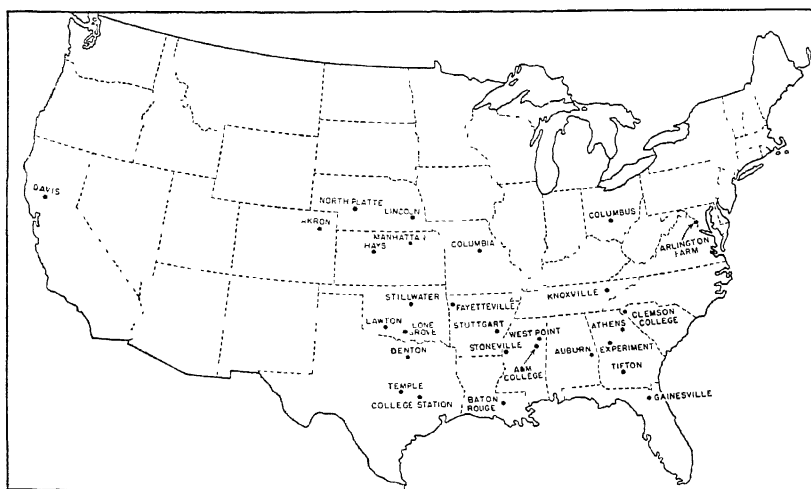 DAVIS
NORTH PLATTE
LINCOLN
AKRON
MANHATTAN
HAYS
COLUMBIA
COLUMBUS
ARLINGTON
FARM
STILLWATER
FAYETTEVILLE
KNOXVILLE
LAWTON
LONE
GROVE
STUTTGART
WEST POINT
ATHENS
CLEMSON
COLLEGE
DENTON
STONEVILLE
A&M
COLLEGE
AUBURN
EXPERIMENT
TIFTON
TEMPLE
COLLEGE STATION
BATON
ROUGE
GAINESVILLE